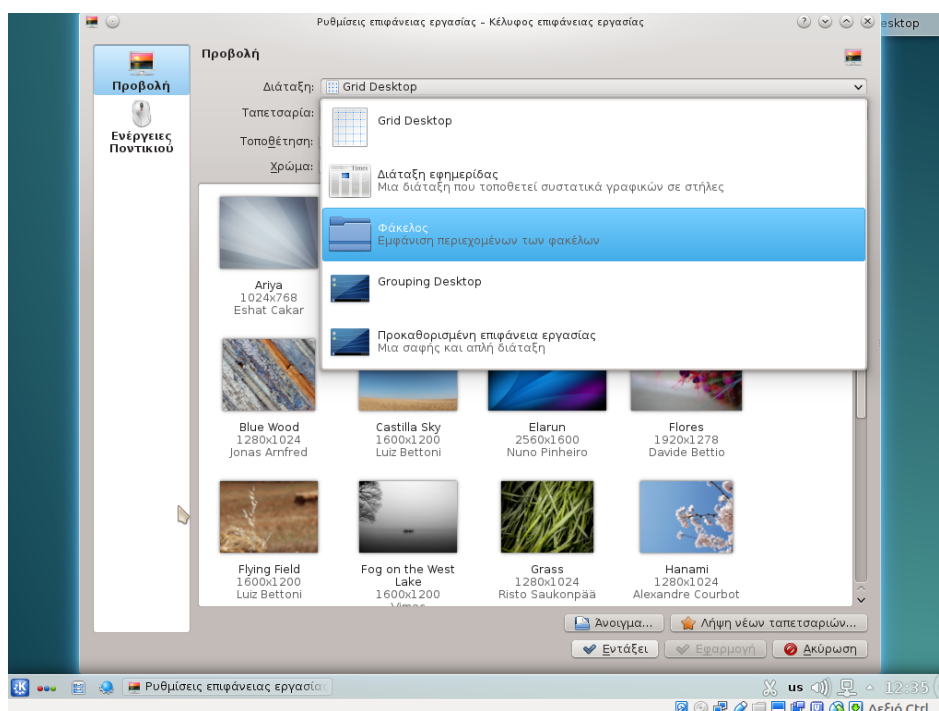 Ρυθμίσεις επιφάνειας εργασίας – Κέλυφος επιφάνειας εργασίας
esktop
Προβολή
Ενέργειες
Ποντικιού
Προβολή
Διάταξη:
Grid Desktop
Ταπετσαρία:
Τοποθέτηση:
Χρώμα:
Grid Desktop
Διάταξη εφημερίδας
Μια διάταξη που τοποθετεί συστατικά γραφικών σε στήλες
Φάκελος
Εμφάνιση περιεχομένων των φακέλων
Grouping Desktop
Προκαθορισμένη επιφάνεια εργασίας
Μια σαφής και απλή διάταξη
Ariya
1024x768
Eshat Cakar
Blue Wood
1280x1024
Jonas Arnfred
Castilla Sky
1600x1200
Luiz Bettoni
Elarun
2560x1600
Nuno Pinheiro
Flores
1920x1278
Davide Bettio
Flying Field
1600x1200
Luiz Bettoni
Fog on the West
Lake
1600x1200
Grass
1280x1024
Risto Saukonpää
Hanami
1280x1024
Alexandre Courbot
Άνοιγμα...
Λήψη νέων ταπετσαριών...
Εντάξει
Εφαρμογή
Ακύρωση
Ρυθμίσεις επιφάνειας εργασία
us
12:35
Δεξιό Ctrl